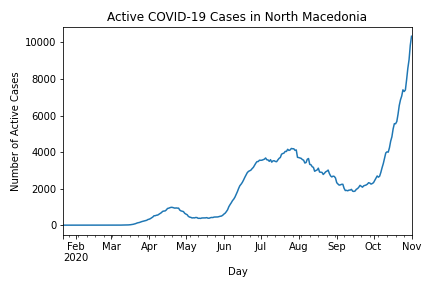 Active COVID-19 Cases in North Macedonia
Number of Active Cases
10000
8000
6000
4000
2000
0
Feb Mar Apr May Jun Jul Aug Sep Oct Nov
2020
Day